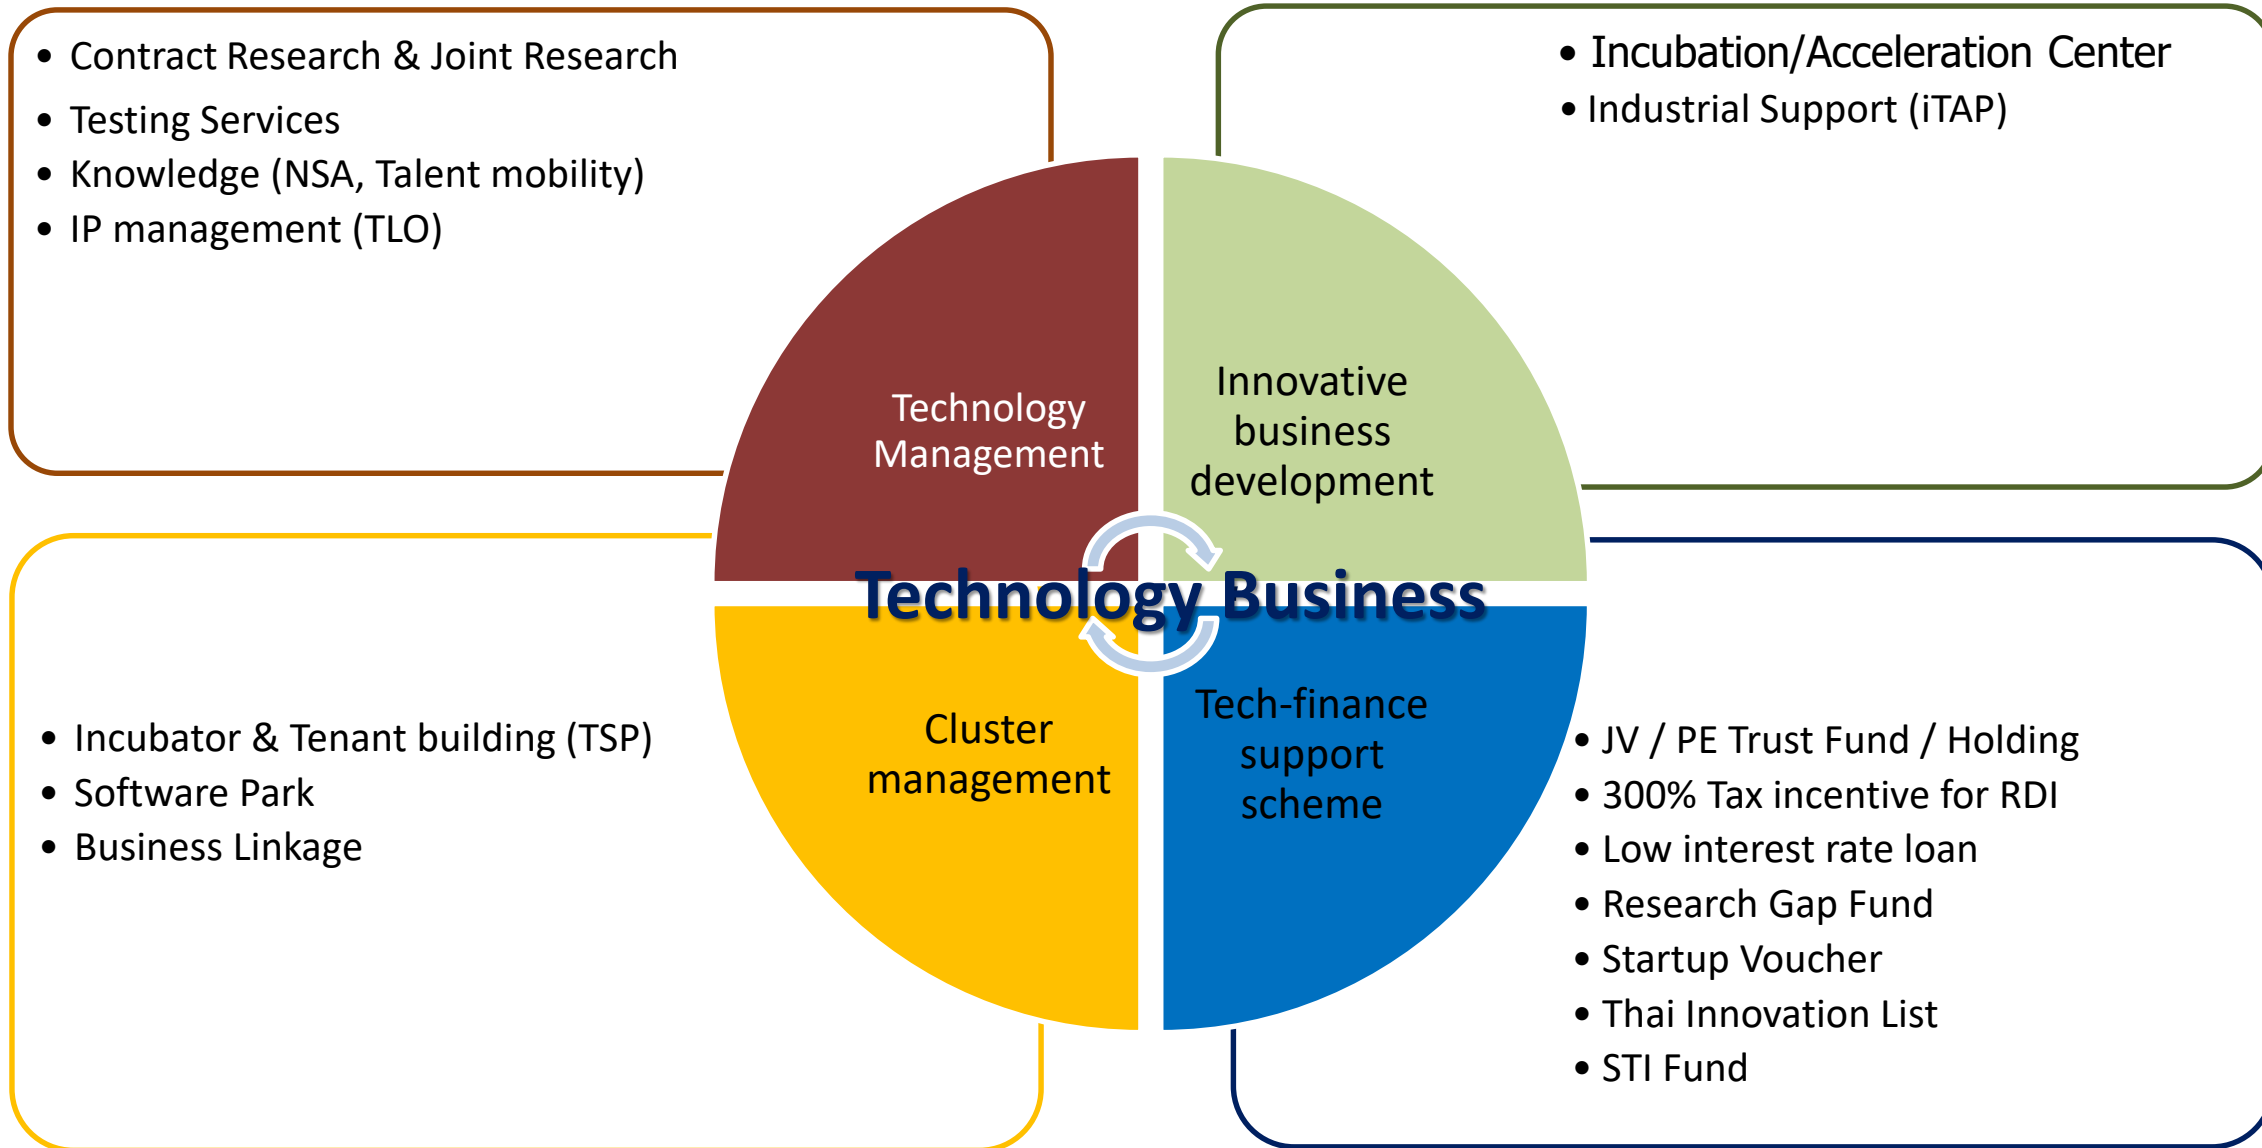 • Contract Research & Joint Research
• Testing Services
• Knowledge (NSA, Talent mobility)
• IP management (TLO)
• Incubation/Acceleration Center
• Industrial Support (iTAP)
Technology
Management
Innovative
business
development
Technology Business
Cluster
management
Tech-finance
support
scheme
• Incubator & Tenant building (TSP)
• Software Park
• Business Linkage
• JV / PE Trust Fund / Holding
• 300% Tax incentive for RDI
• Low interest rate loan
• Research Gap Fund
• Startup Voucher
• Thai Innovation List
• STI Fund